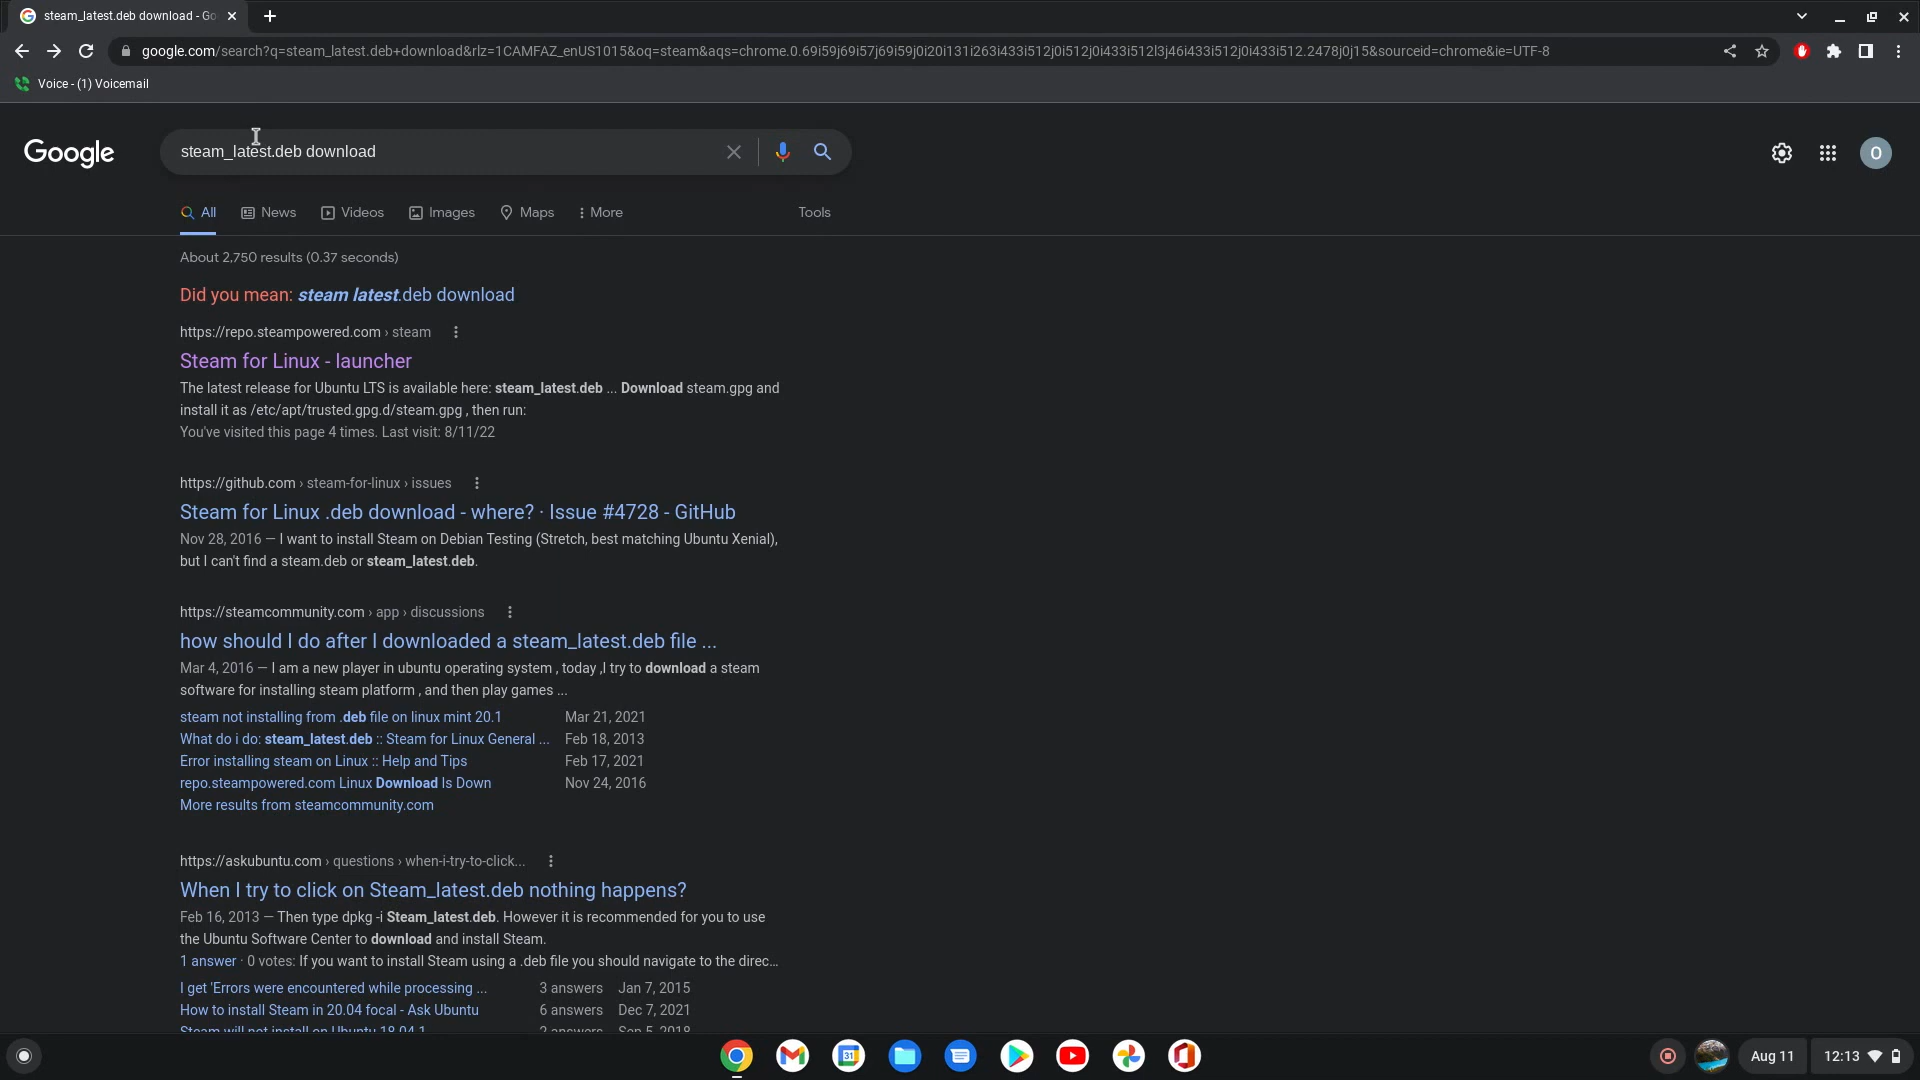 steam_latest.deb download - Go
google.com/search?q=steam_latest.deb+download&rlz=1CAMFAZ_enUS1015&oq=steam&aqs=chrome.0.69i59j69i57j69i59j0i20i131i263i433i512j0i512j0i433i512l3j46i433i512j0i433i512.2478j0j15&sourceid=chrome&ie=UTF-8
Voice - (1) Voicemail
Google
steam_latest.deb download
O
All News Videos Images Maps More Tools
About 2,750 results (0.37 seconds)
Did you mean: steam latest.deb download
https://repo.steampowered.com › steam
Steam for Linux - launcher
The latest release for Ubuntu LTS is available here: steam_latest.deb ... Download steam.gpg and
install it as /etc/apt/trusted.gpg.d/steam.gpg , then run:
You've visited this page 4 times. Last visit: 8/11/22
https://github.com › steam-for-linux › issues
Steam for Linux .deb download - where? · Issue #4728 - GitHub
Nov 28, 2016 — I want to install Steam on Debian Testing (Stretch, best matching Ubuntu Xenial),
but I can't find a steam.deb or steam_latest.deb.
https://steamcommunity.com › app › discussions
how should I do after I downloaded a steam_latest.deb file ...
Mar 4, 2016 — I am a new player in ubuntu operating system , today ,I try to download a steam
software for installing steam platform , and then play games ...
steam not installing from .deb file on linux mint 20.1 Mar 21, 2021
What do i do: steam_latest.deb :: Steam for Linux General ... Feb 18, 2013
Error installing steam on Linux :: Help and Tips Feb 17, 2021
repo.steampowered.com Linux Download Is Down Nov 24, 2016
More results from steamcommunity.com
https://askubuntu.com › questions › when-i-try-to-click...
When I try to click on Steam_latest.deb nothing happens?
Feb 16, 2013 — Then type dpkg -i Steam_latest.deb. However it is recommended for you to use
the Ubuntu Software Center to download and install Steam.
1 answer · 0 votes: If you want to install Steam using a .deb file you should navigate to the direc...
I get 'Errors were encountered while processing ... 3 answers Jan 7, 2015
How to install Steam in 20.04 focal - Ask Ubuntu 6 answers Dec 7, 2021
Steam will not install on Ubuntu 18.04.1 2 answers Sep 5, 2018
31
Aug 11 12:13